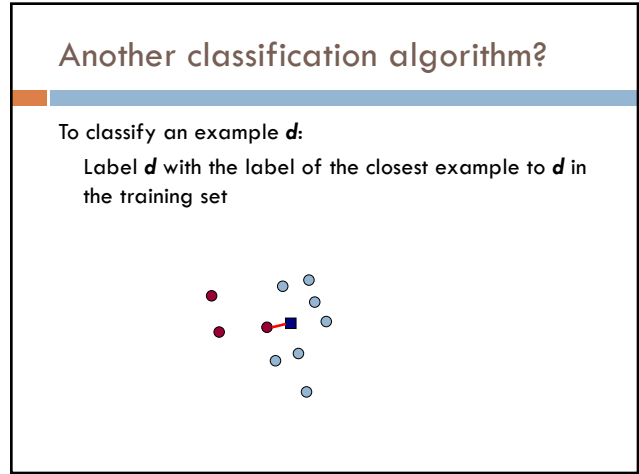 Another classification algorithm?
To classify an example d:
Label d with the label of the closest example to d in
the training set